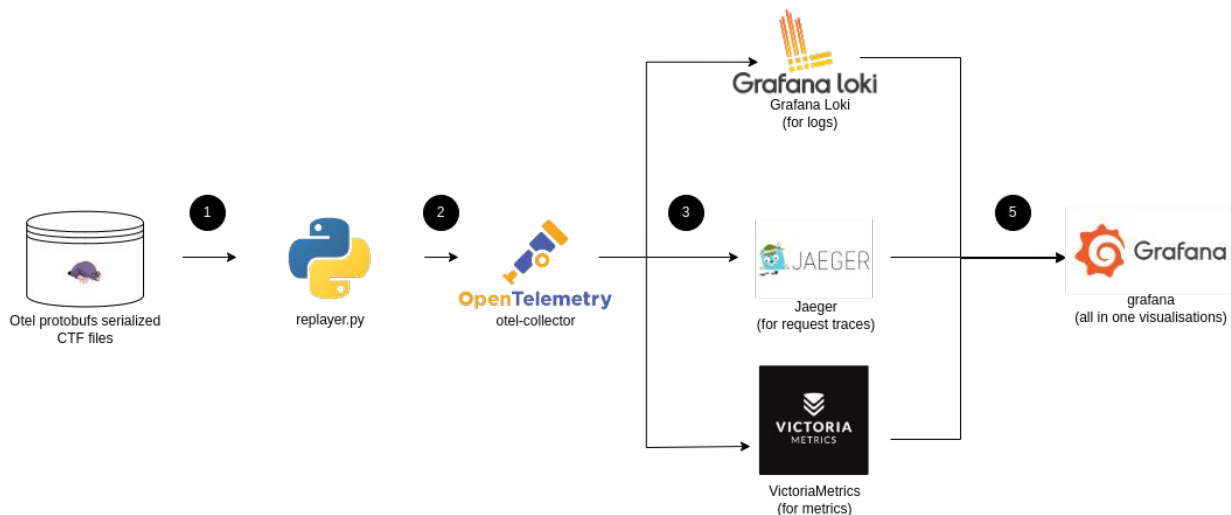 Grafana loki
Grafana Loki
(for logs)
1
2
3
5
Otel protobufs serialized
CTF files
replayer.py
OpenTelemetry
otel-collector
JAEGER
Jaeger
(for request traces)
Grafana
grafana
(all in one visualisations)
VICTORIA
METRICS
VictoriaMetrics
(for metrics)